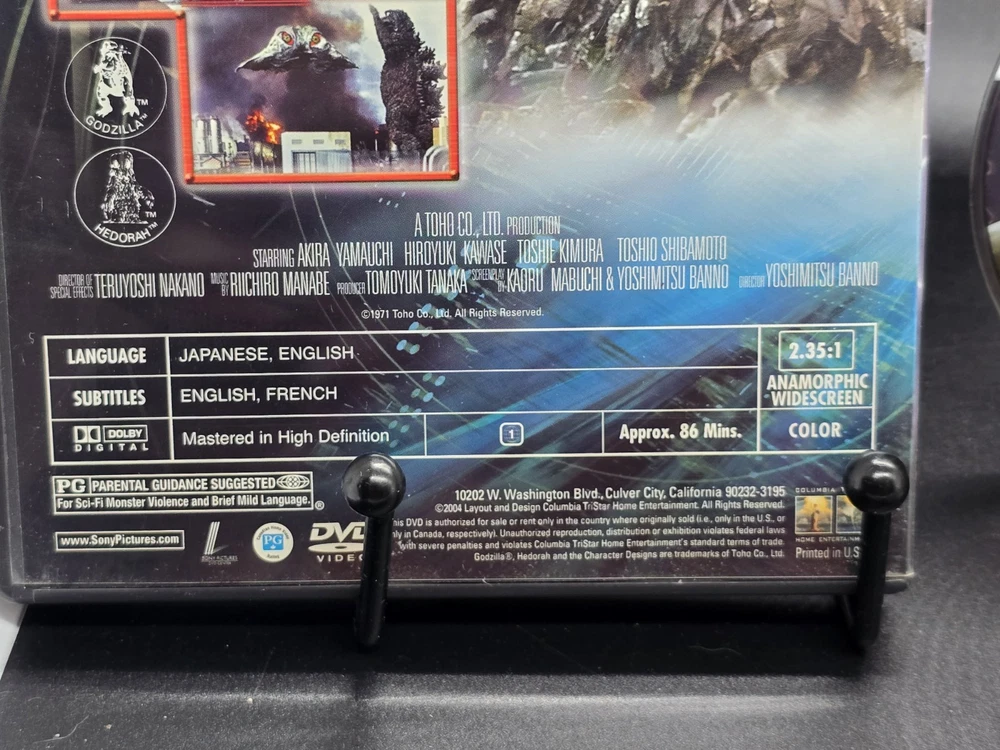 GODZILLA™
HEDORAH™
A TOHO CO., LTD. PRODUCTION
STARRING AKIRA YAMAUCHI HIROYUKI KAWASE TOSHIE KIMURA TOSHIO SHIBAMOTO
DIRECTOR OF SPECIAL EFFECTS TERUYOSHI NAKANO MUSIC BY RIICHIRO MANABE PRODUCER TOMOYUKI TANAKA SCREENPLAY BY KAORU MABUCHI & YOSHIMITSU BANNO DIRECTOR YOSHIMITSU BANNO
©1971 Toho Co., Ltd. All Rights Reserved.
LANGUAGE JAPANESE, ENGLISH
SUBTITLES ENGLISH, FRENCH
2.35:1
ANAMORPHIC
WIDESCREEN
DOLBY
DIGITAL
Mastered in High Definition 1 Approx. 86 Mins. COLOR
PG PARENTAL GUIDANCE SUGGESTED
For Sci-Fi Monster Violence and Brief Mild Language. ®
www.SonyPictures.com
PG
DVD
VIDEO
10202 W. Washington Blvd., Culver City, California 90232-3195
©2004 Layout and Design Columbia TriStar Home Entertainment. All Rights Reserved.
his DVD is authorized for sale or rent only in the country where originally sold (i.e., only in the U.S., or
ly in Canada, respectively). Unauthorized reproduction, distribution or exhibition violates federal laws
with severe penalties and violates Columbia TriStar Home Entertainment's standard terms of trade.
Godzilla®, Hedorah and the Character Designs are trademarks of Toho Co., Ltd.
COLUMBIA
HOME ENTERTAINM
Printed in U.S